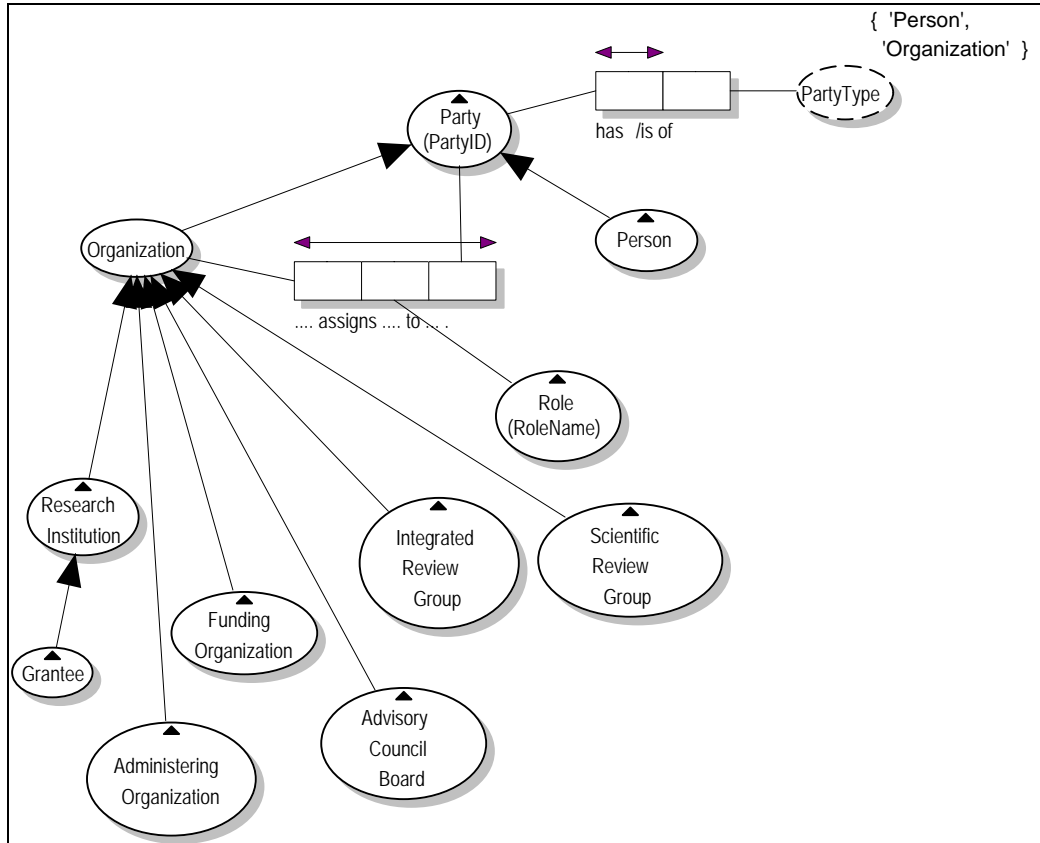 { 'Person',
'Organization' }
Party
(PartyID)
PartyType
has /is of
Organization
Person
.... assigns .... to ... .
Role
(RoleName)
Research
Institution
Integrated
Review
Group
Scientific
Review
Group
Funding
Organization
Grantee
Advisory
Council
Board
Administering
Organization